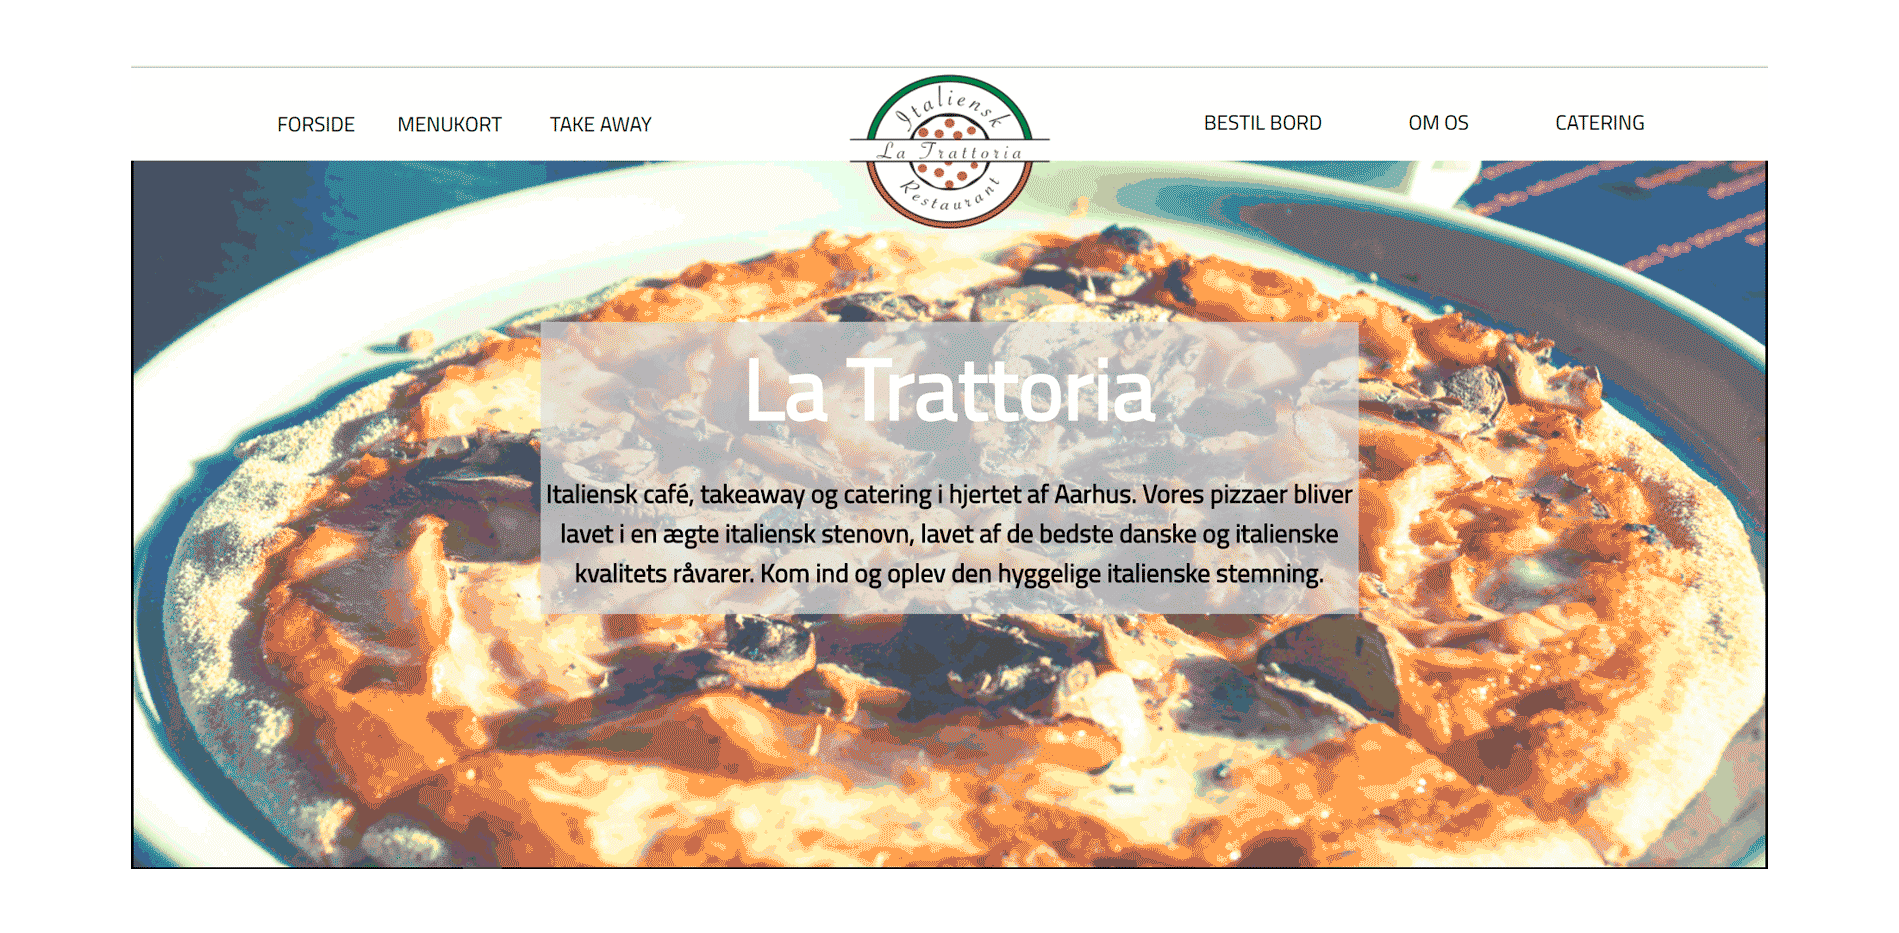 FORSIDE MENUKORT TAKE AWAY
Italiensk
La Trattoria
Restaurant
BESTIL BORD OM OS CATERING
La Trattoria
Italiensk café, takeaway og catering i hjertet af Aarhus. Vores pizzaer bliver
lavet i en ægte italiensk stenovn, lavet af de bedste danske og italienske
kvalitets råvarer. Kom ind og oplev den hyggelige italienske stemning.